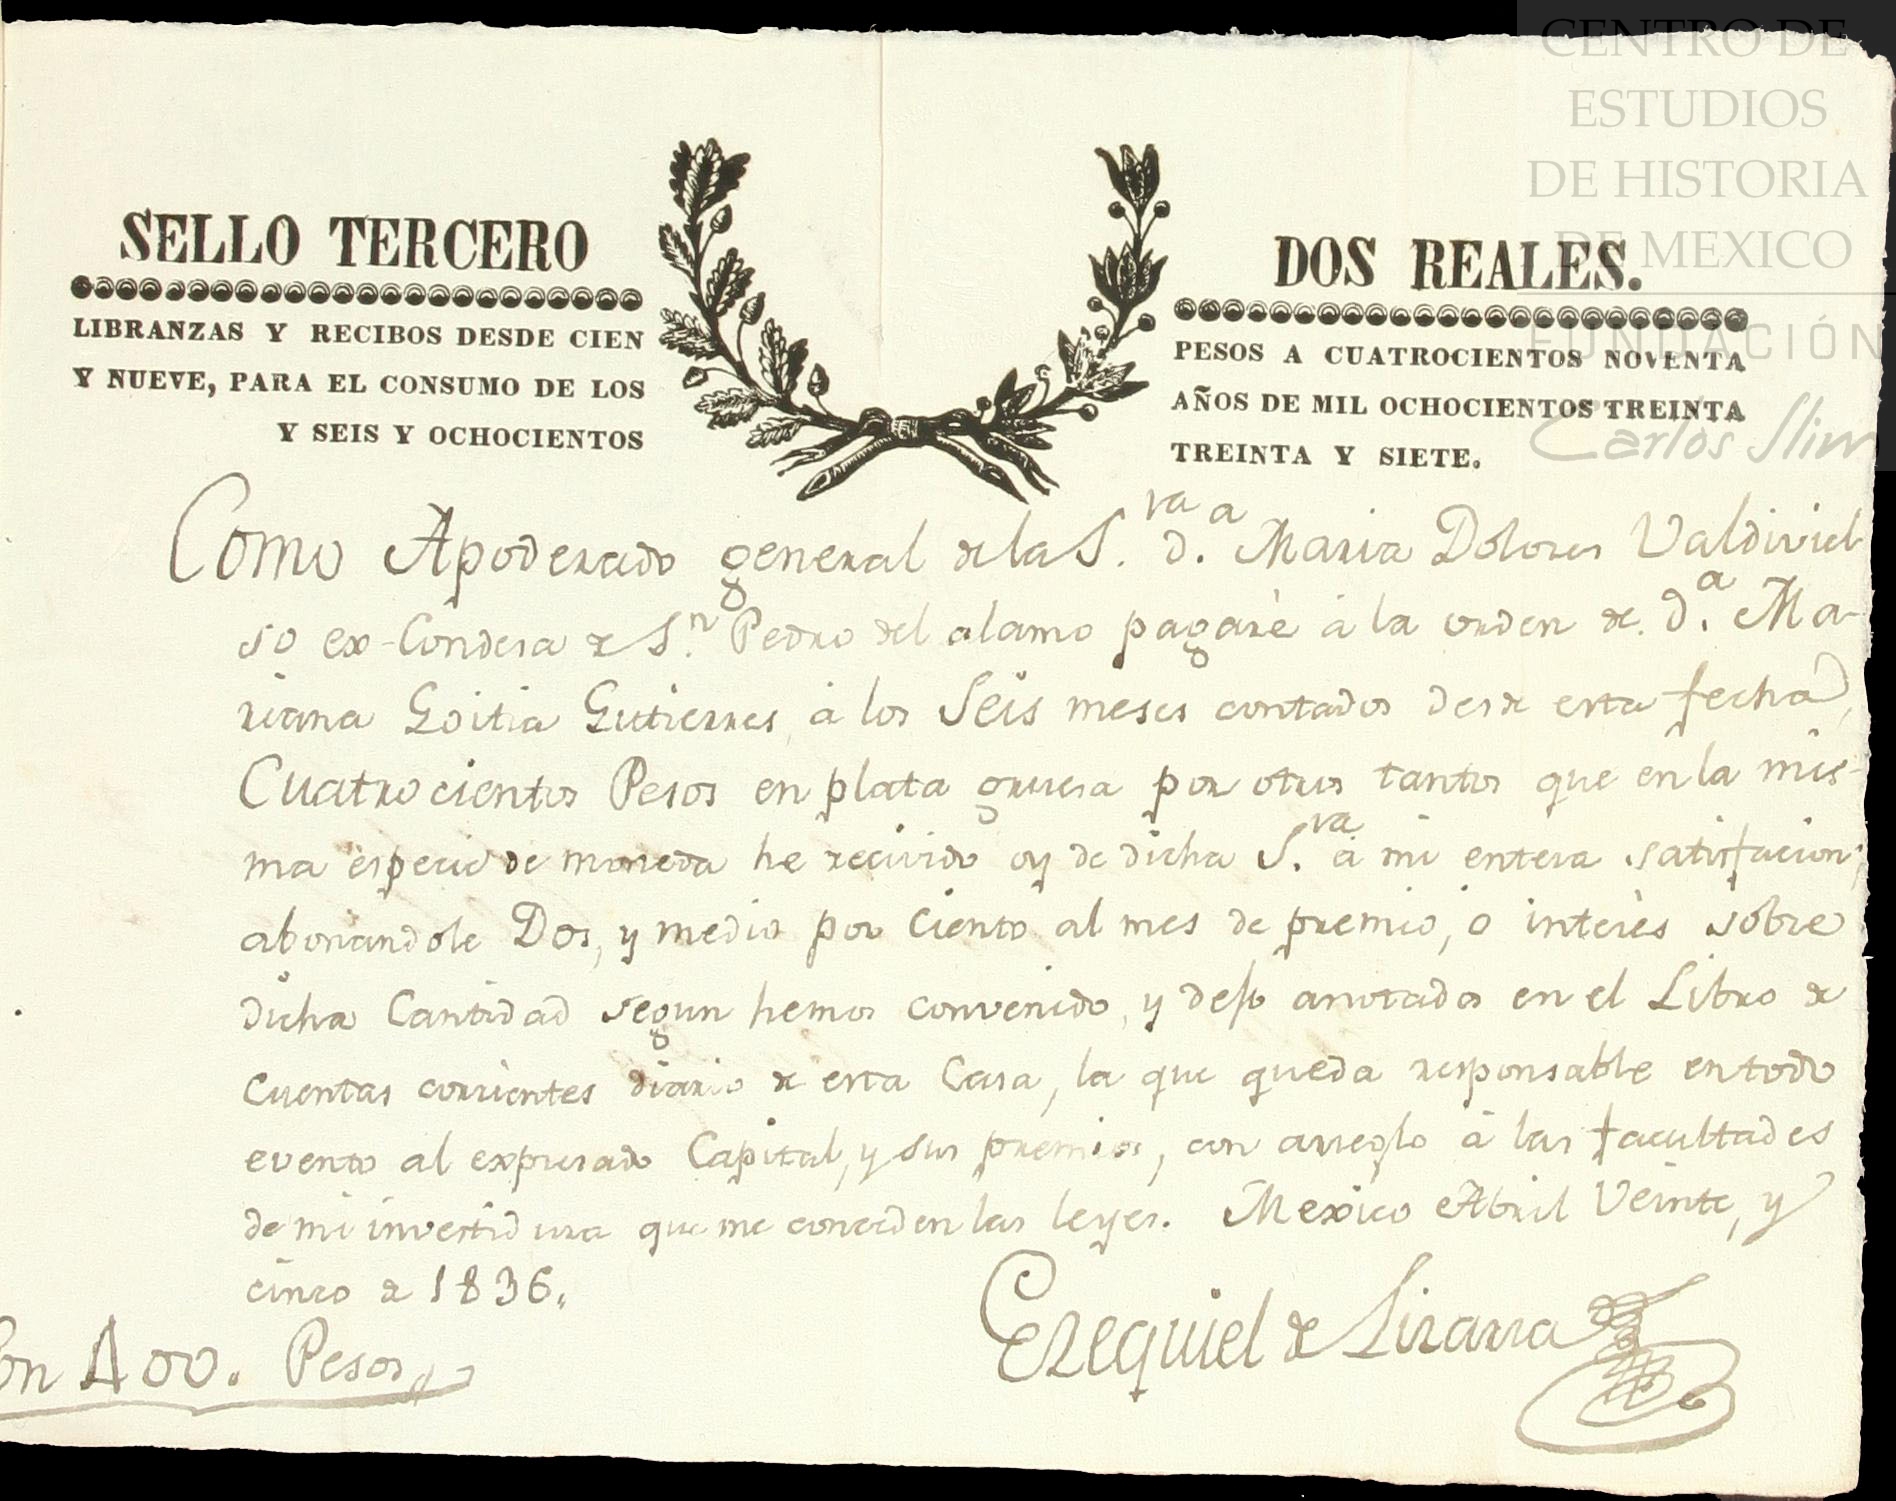 CENTRO DE
ESTUDIOS
DE HISTORIA
DE MEXICO
FUNDACIÓN
Carlos Slim
SELLO TERCERO DOS REALES.
LIBRANZAS Y RECIBOS DESDE CIEN PESOS A CUATROCIENTOS NOVENTA
Y NUEVE, PARA EL CONSUMO DE LOS AÑOS DE MIL OCHOCIENTOS TREINTA
Y SEIS Y OCHOCIENTOS TREINTA Y SIETE.
Como Apoderado general de la S.ra d.a Maria Dolores Valdiviel-
so ex-Condesa de S.n Pedro del alamo pagarè á la orden de d.a Ma-
riana Goitia Gutierres, á los Seis meses contados desde esta fecha,
Cuatrocientos Pesos en plata gruesa por otros tantos que en la mis-
ma especie de moneda he recivido oy de dicha S.ra á mi entera satisfacion;
abonandole Dos, y medio por Ciento al mes de premio, o interès sobre
dicha Cantidad segun hemos convenido, y dejo anotados en el Libro de
cuentas corrientes diario de esta Casa, la que queda responsable en todo
evento al expresado Capital, y sus premios, con arreglo á las facultades
de mi investidura que me conceden las leyes. Mexico Abril Veinte, y
cinco de 1836.
Son 400. Pesos
Ezequiel de Lizarza